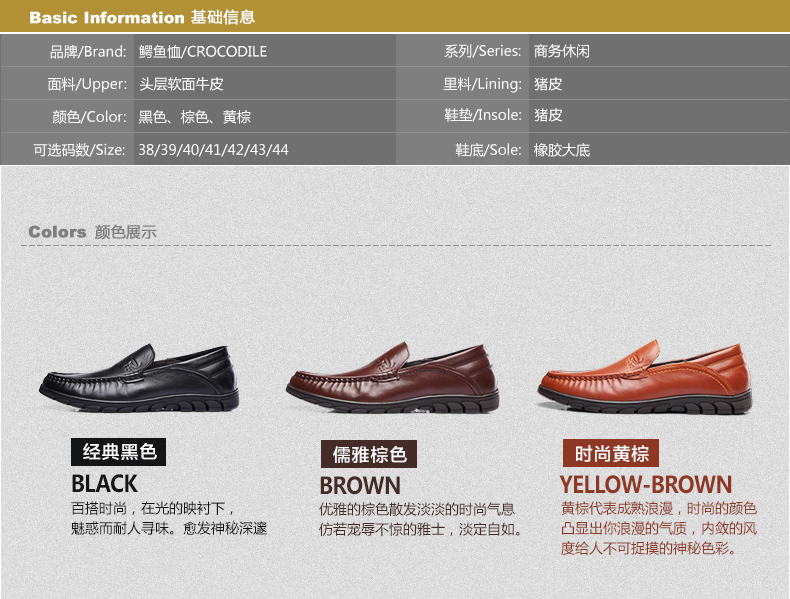 Basic Information 基础信息
品牌/Brand: 鳄鱼恤/CROCODILE 系列/Series: 商务休闲
面料/Upper: 头层软面牛皮 里料/Lining: 猪皮
颜色/Color: 黑色、棕色、黄棕 鞋垫/Insole: 猪皮
可选码数/Size: 38/39/40/41/42/43/44 鞋底/Sole: 橡胶大底
Colors 颜色展示
经典黑色
BLACK
百搭时尚，在光的映衬下，
魅惑而耐人寻味。愈发神秘深邃
儒雅棕色
BROWN
优雅的棕色散发淡淡的时尚气息
仿若宠辱不惊的雅士，淡定自如。
时尚黄棕
YELLOW-BROWN
黄棕代表成熟浪漫，时尚的颜色
凸显出你浪漫的气质，内敛的风
度给人不可捉摸的神秘色彩。